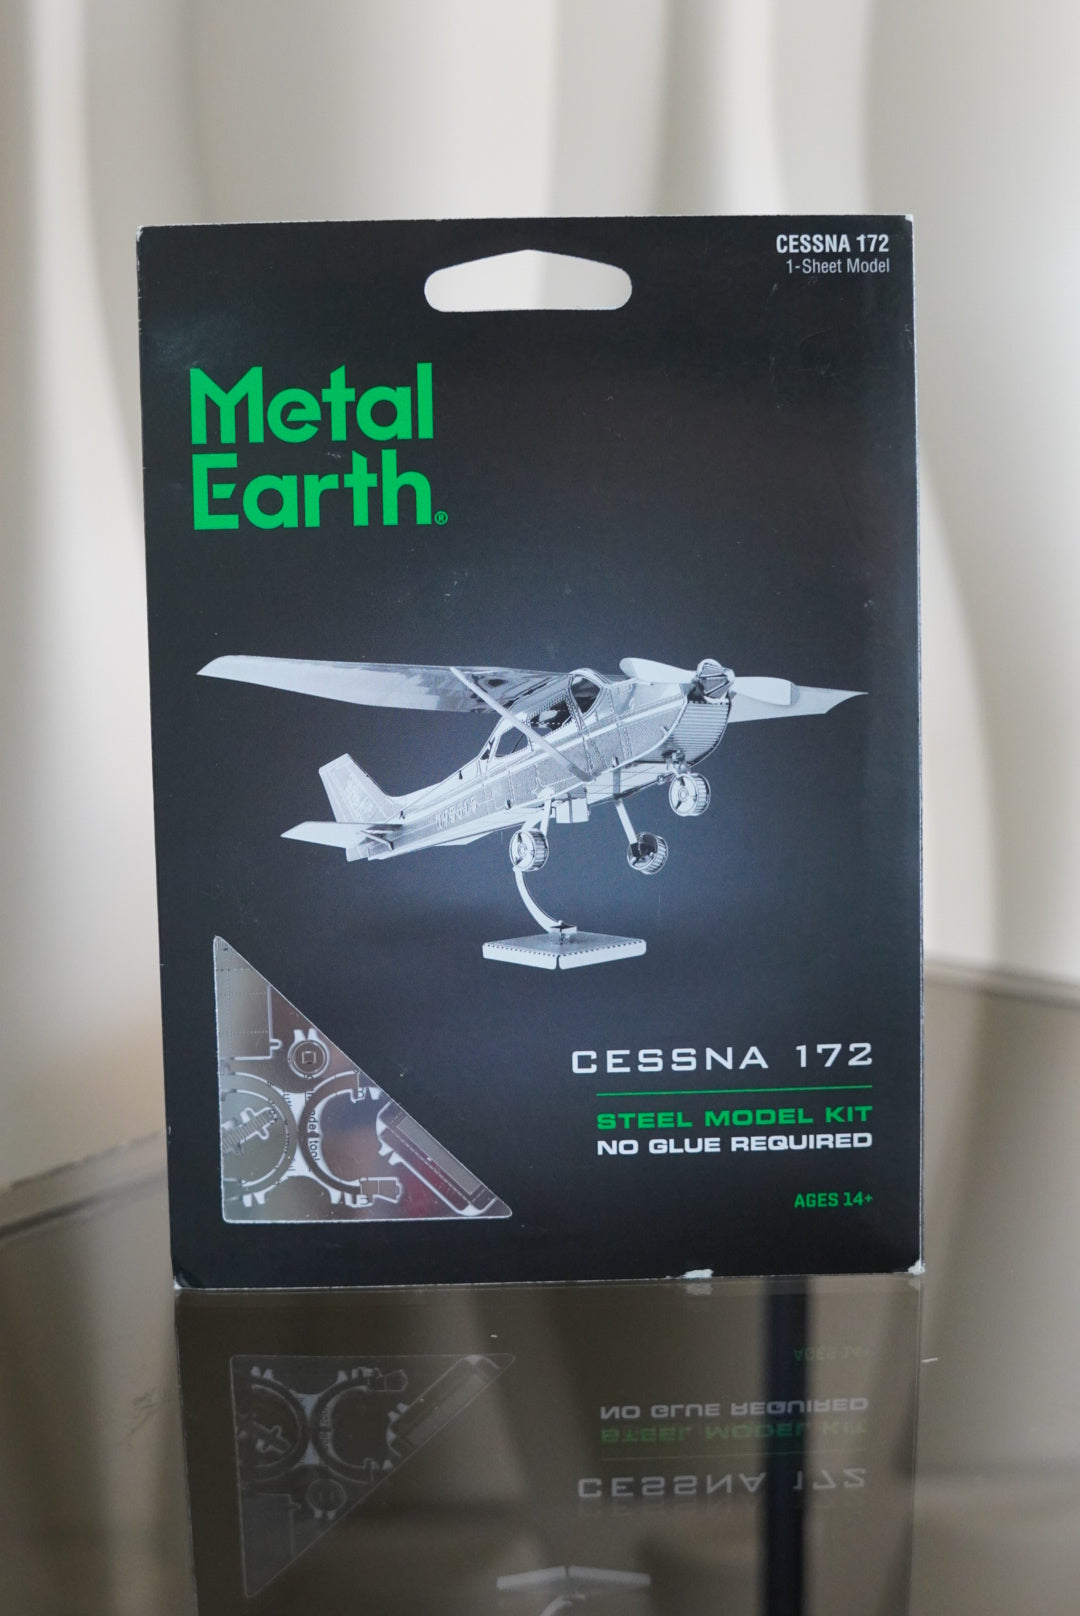 CESSNA 172
1-Sheet Model
Metal
Earth®
CESSNA 172
STEEL MODEL KIT
NO GLUE REQUIRED
AGES 14+